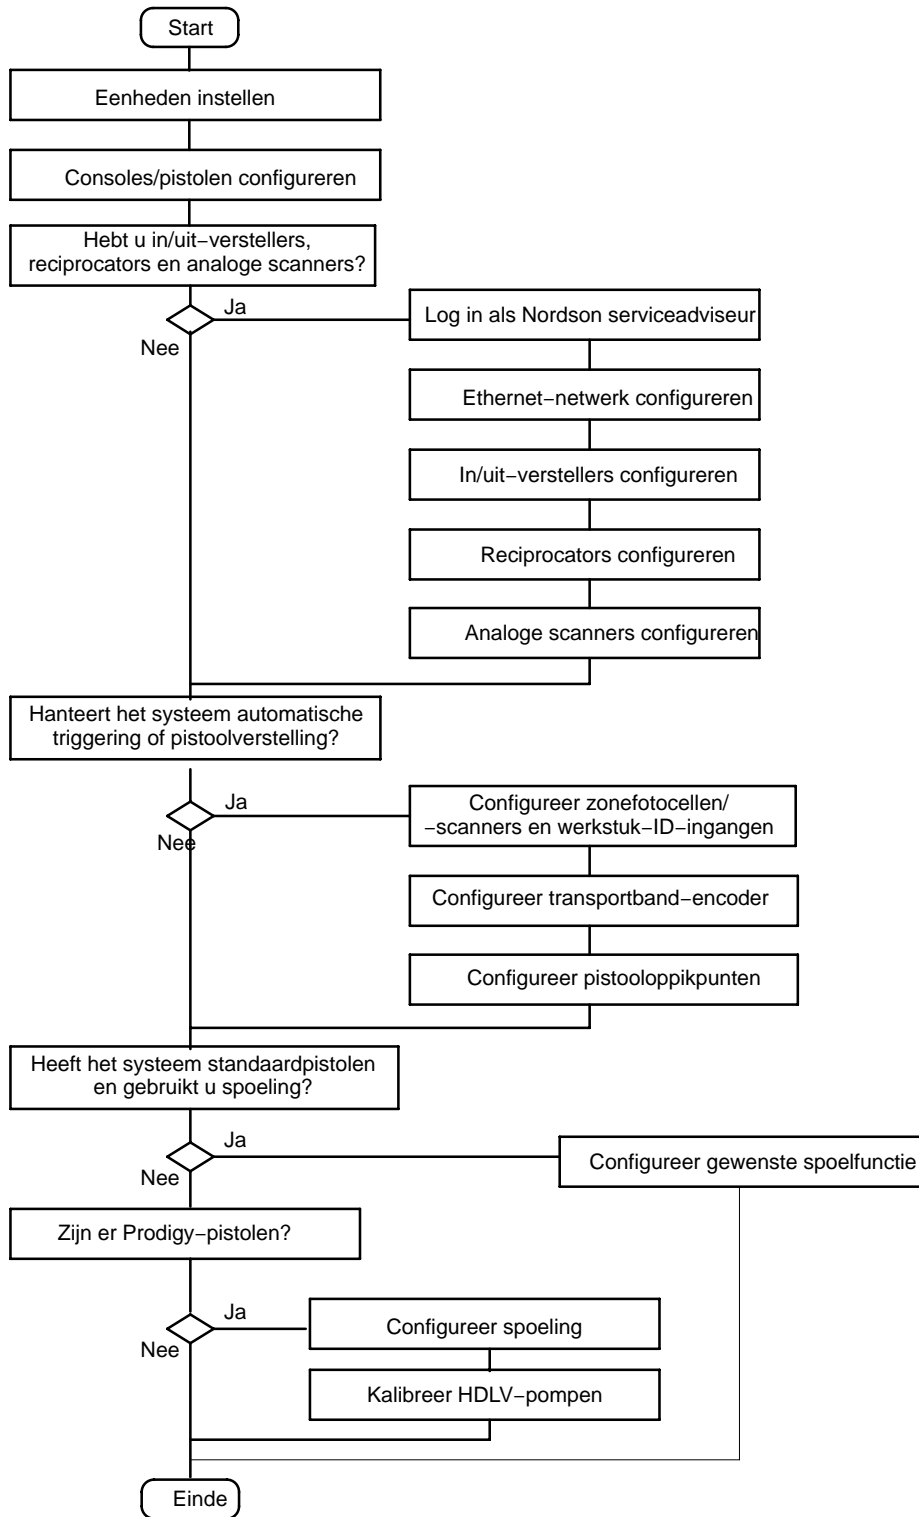 Start
Eenheden instellen
Consoles/pistolen configureren
Hebt u in/uit−verstellers,
reciprocators en analoge scanners?
Ja
Nee
Log in als Nordson serviceadviseur
Ethernet−netwerk configureren
In/uit−verstellers configureren
Reciprocators configureren
Analoge scanners configureren
Hanteert het systeem automatische
triggering of pistoolverstelling?
Ja
Nee
Configureer zonefotocellen/
-scanners en werkstuk−ID−ingangen
Configureer transportband−encoder
Configureer pistooloppikpunten
Heeft het systeem standaardpistolen
en gebruikt u spoeling?
Ja
Nee
Configureer gewenste spoelfunctie
Zijn er Prodigy−pistolen?
Ja
Nee
Configureer spoeling
Kalibreer HDLV−pompen
Einde